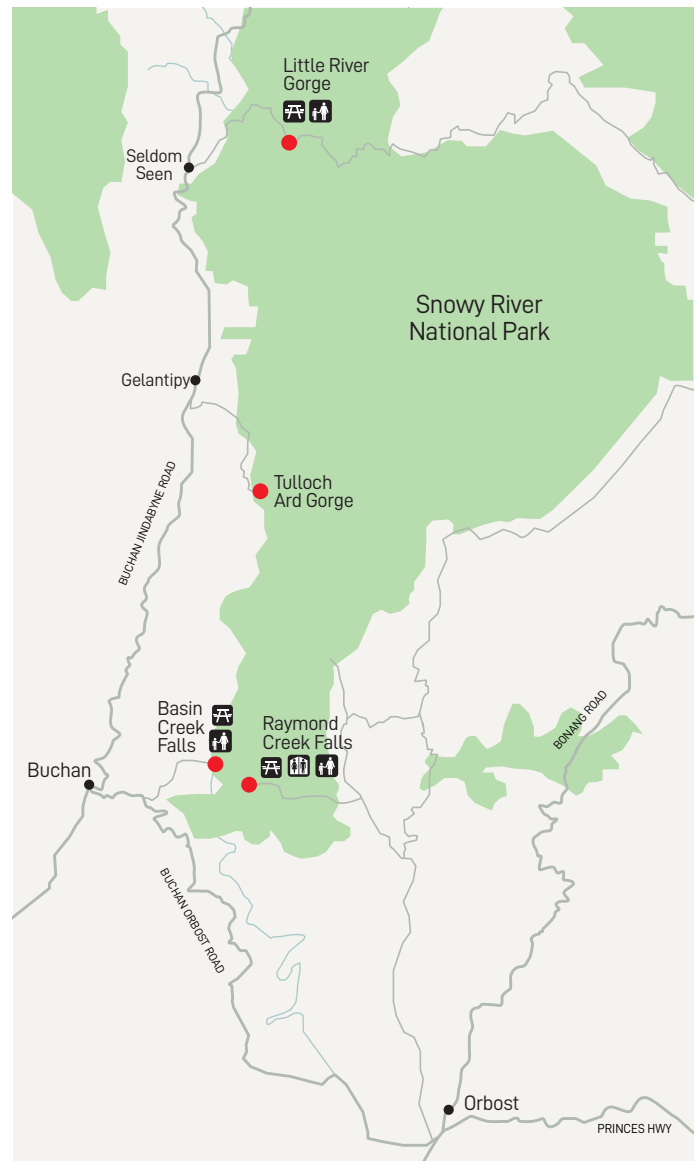 Little River
Gorge
Seldom
Seen
Snowy River
National Park
Gelantipy
BUCHAN JINDABYNE ROAD
Tulloch
Ard Gorge
Basin
Creek
Falls
Raymond
Creek Falls
BONANG ROAD
Buchan
BUCHAN ORBOST ROAD
Orbost
PRINCES HWY